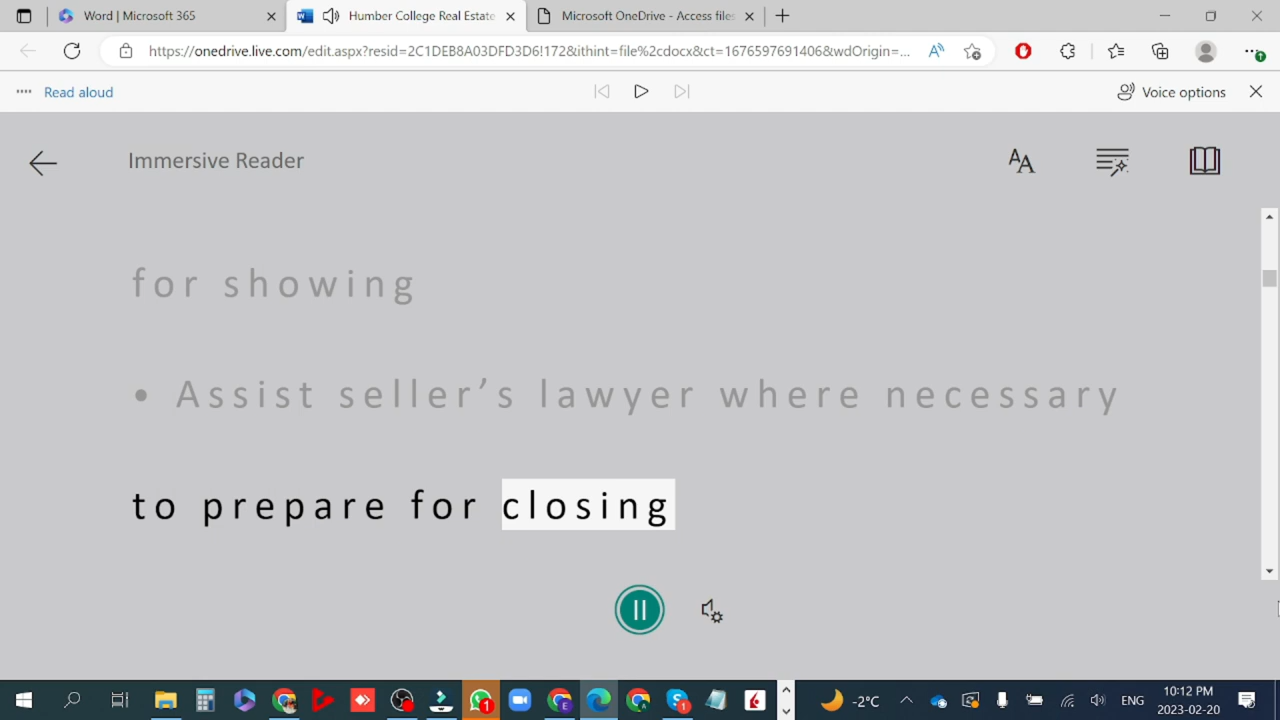 Word | Microsoft 365
Humber College Real Estate
Microsoft OneDrive - Access files
https://onedrive.live.com/edit.aspx?resid=2C1DEB8A03DFD3D6!172&ithint=file%2cdocx&ct=1676597691406&wdOrigin=...
Read aloud
Voice options
Immersive Reader
for showing
• Assist seller’s lawyer where necessary
to prepare for closing
-2°C
ENG
10:12 PM
2023-02-20